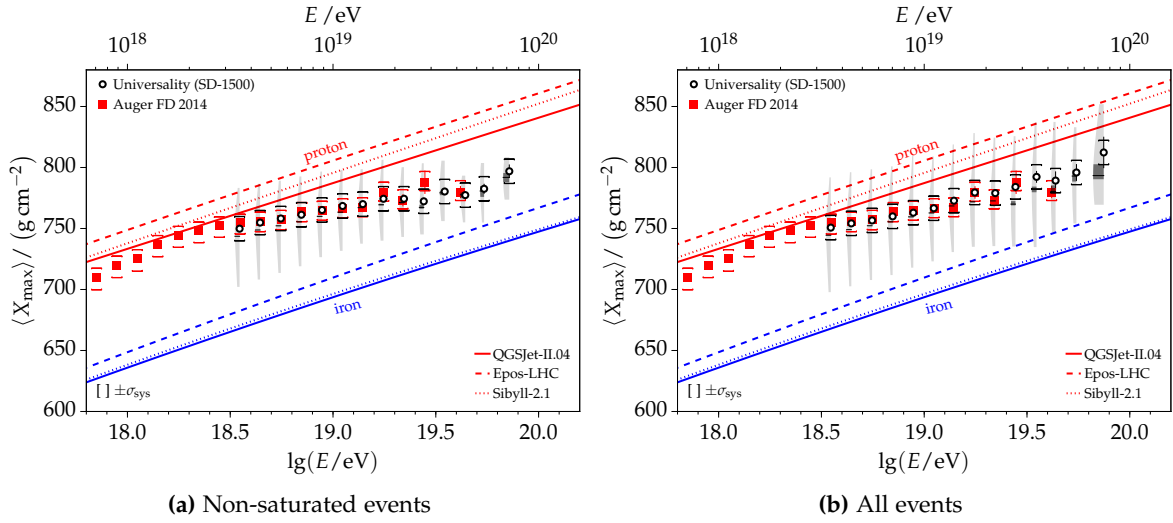 E /eV
10^18 10^19 10^20
Universality (SD-1500)
Auger FD 2014
proton
iron
⟨X_max⟩/ (g cm^−2)
850
800
750
700
650
600
[ ] ±σ_sys
QGSJet-II.04
Epos-LHC
Sibyll-2.1
18.0 18.5 19.0 19.5 20.0
lg(E/eV)
(a) Non-saturated events
E /eV
10^18 10^19 10^20
Universality (SD-1500)
Auger FD 2014
proton
iron
⟨X_max⟩/ (g cm^−2)
850
800
750
700
650
600
[ ] ±σ_sys
QGSJet-II.04
Epos-LHC
Sibyll-2.1
18.0 18.5 19.0 19.5 20.0
lg(E/eV)
(b) All events